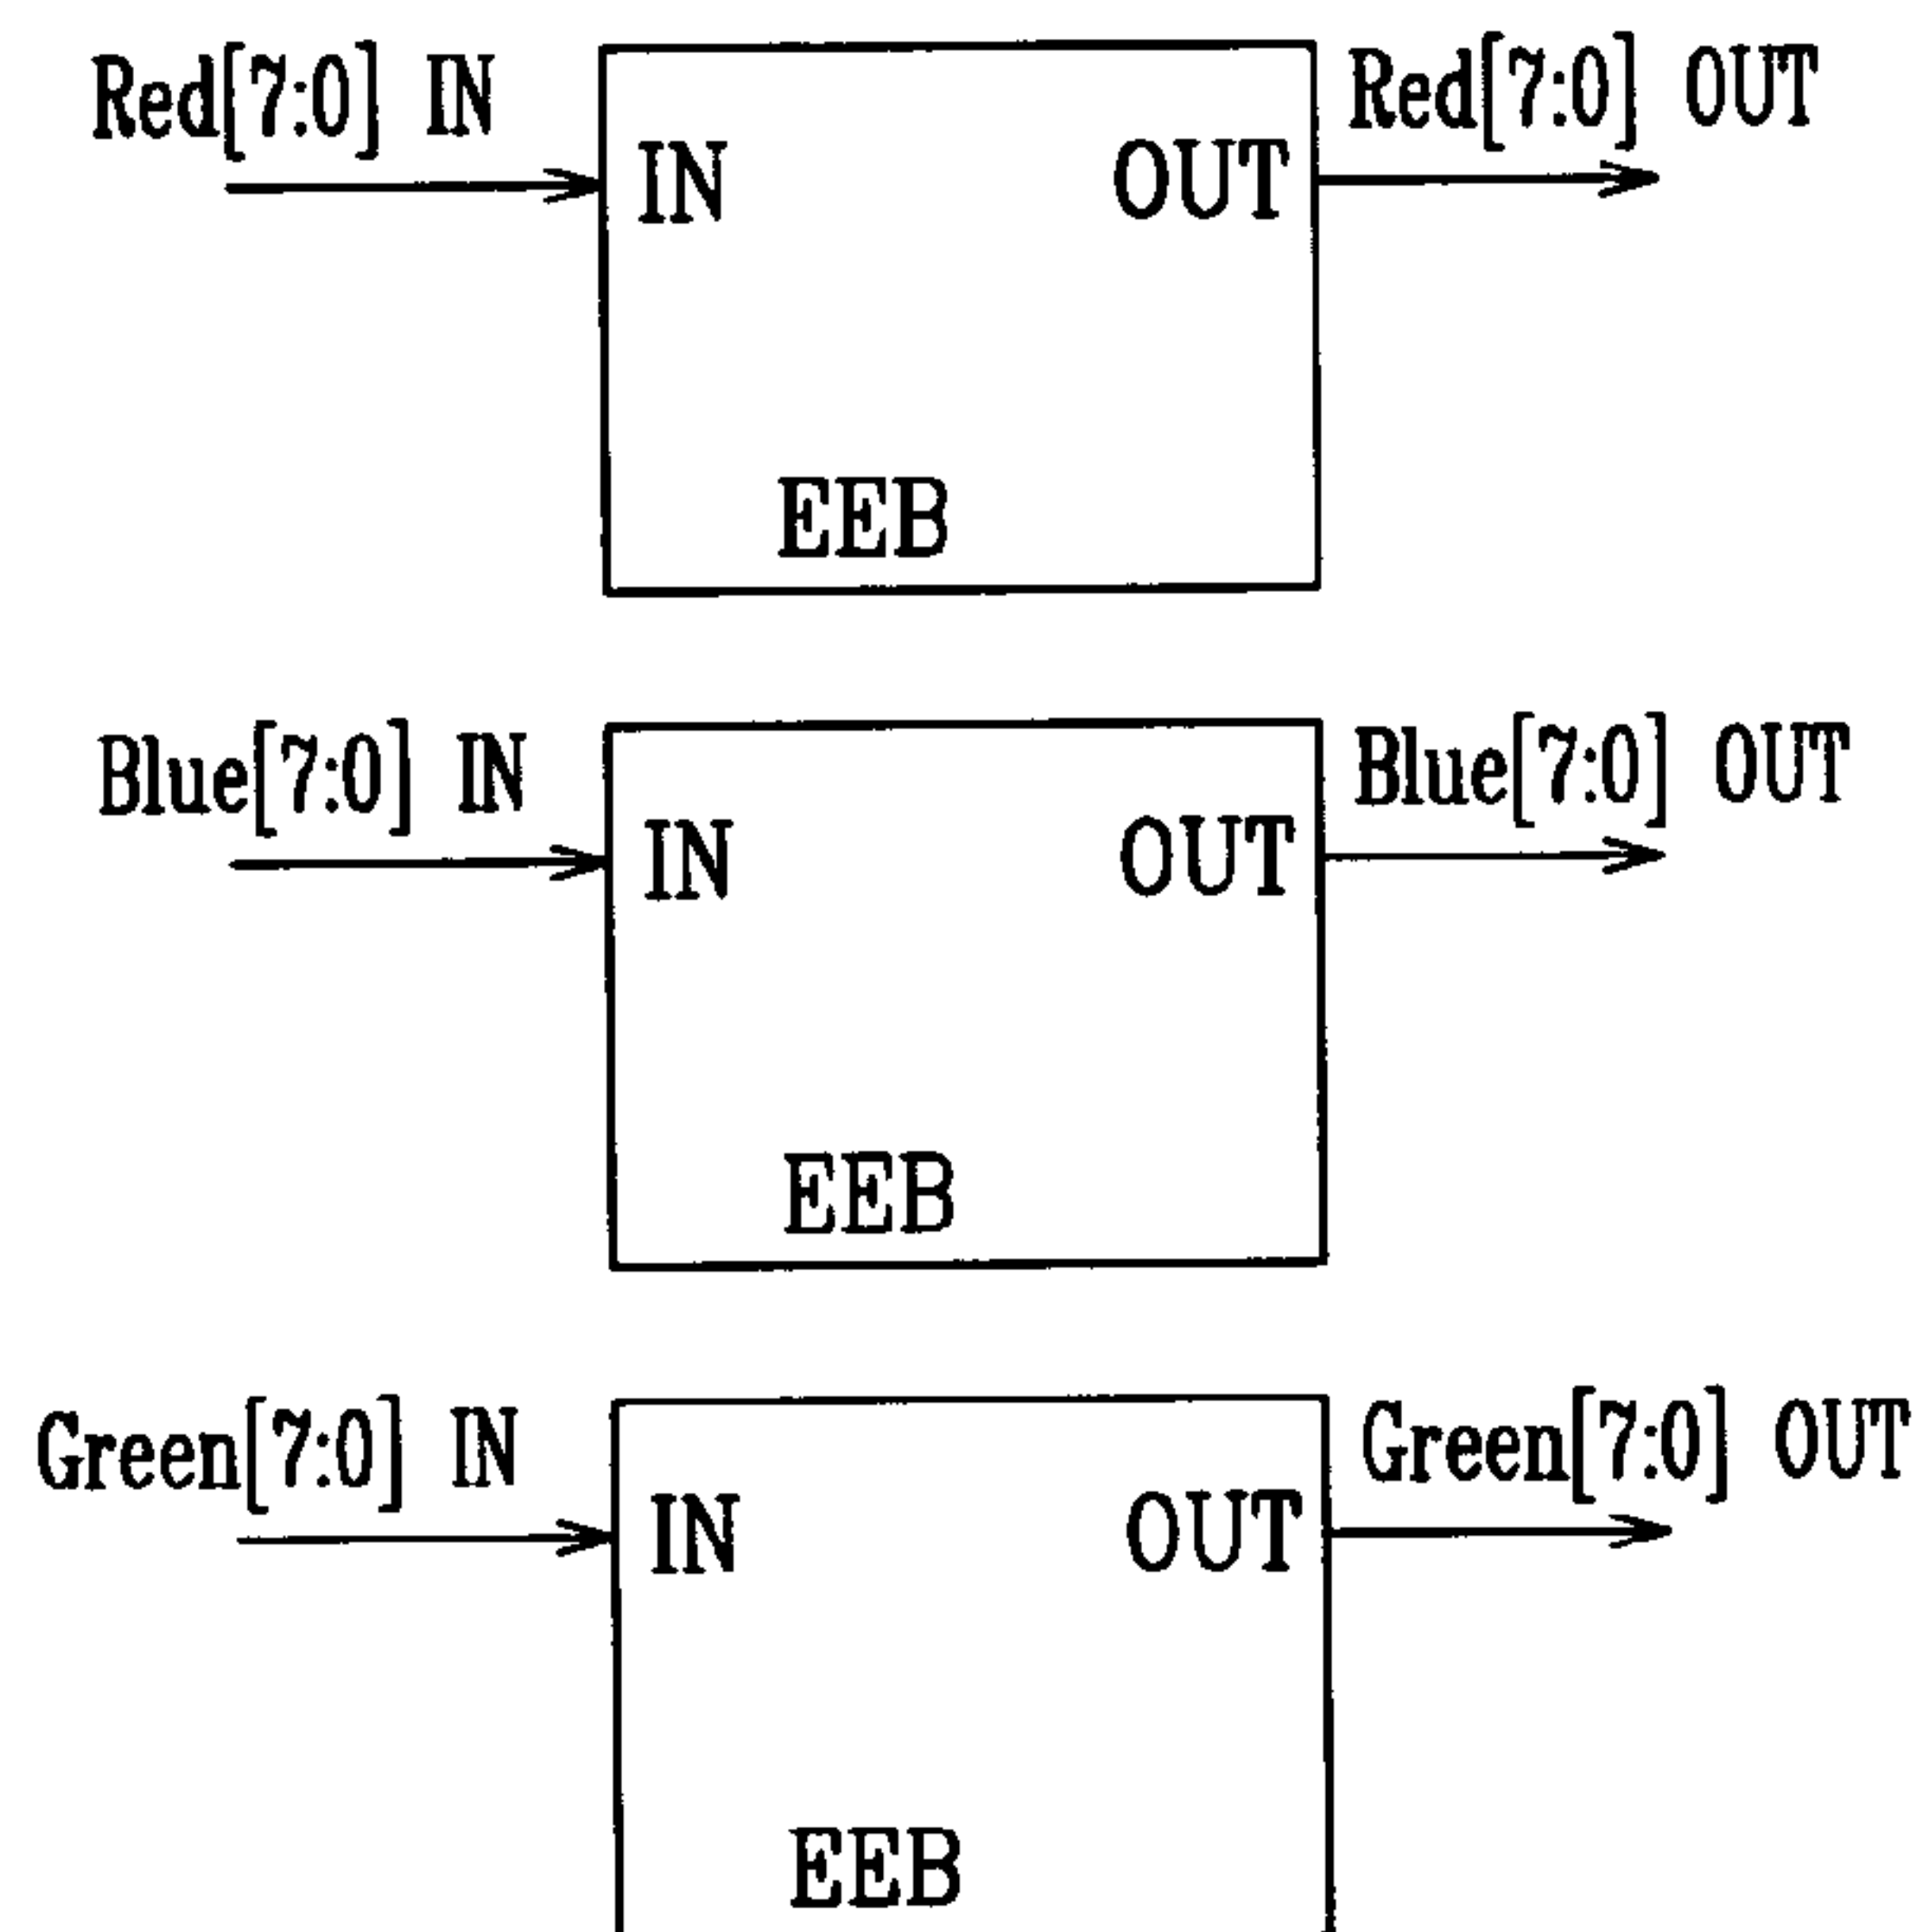 Red[7:0] IN
Red[7:0] OUT
IN
OUT
EEB
Blue[7:0] IN
Blue[7:0] OUT
IN
OUT
EEB
Green[7:0] IN
Green[7:0] OUT
IN
OUT
EEB